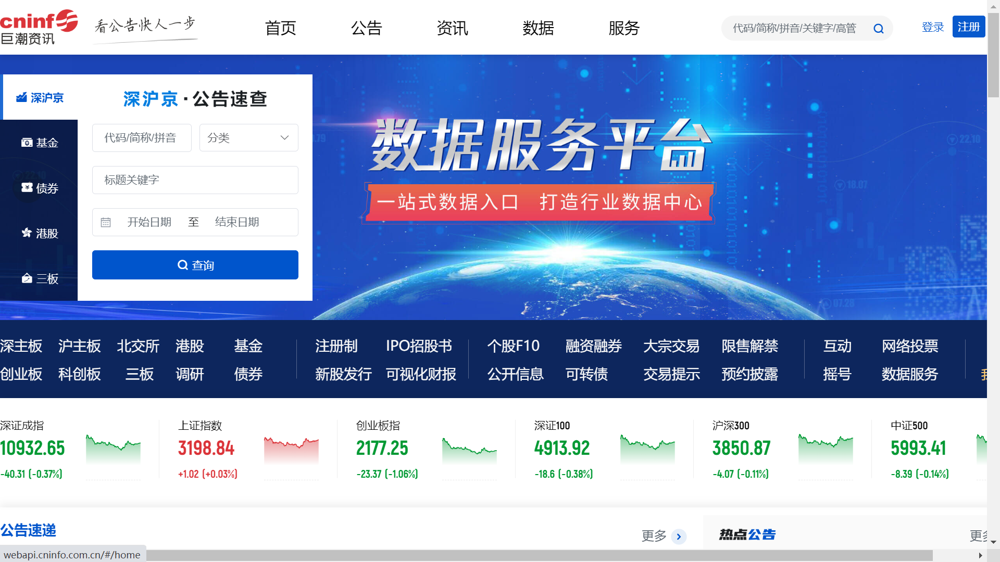 cninf
巨潮资讯
看公告快人一步
首页 公告 资讯 数据 服务
代码/简称/拼音/关键字/高管
登录 注册
深沪京
基金
债券
港股
三板
深沪京·公告速查
代码/简称/拼音 分类
标题关键字
开始日期 至 结束日期
查询
数据服务平台
一站式数据入口 打造行业数据中心
22.10
18.07
07.28
深主板 沪主板 北交所 港股 基金 注册制 IPO招股书 个股F10 融资融券 大宗交易 限售解禁 互动 网络投票
创业板 科创板 三板 调研 债券 新股发行 可视化财报 公开信息 可转债 交易提示 预约披露 摇号 数据服务
深证成指
10932.65
-40.31 (-0.37%)
上证指数
3198.84
+1.02 (+0.03%)
创业板指
2177.25
-23.37 (-1.06%)
深证100
4913.92
-18.6 (-0.38%)
沪深300
3850.87
-4.07 (-0.11%)
中证500
5993.41
-8.39 (-0.14%)
公告速递
更多
热点公告
更多
webapi.cninfo.com.cn/#/home